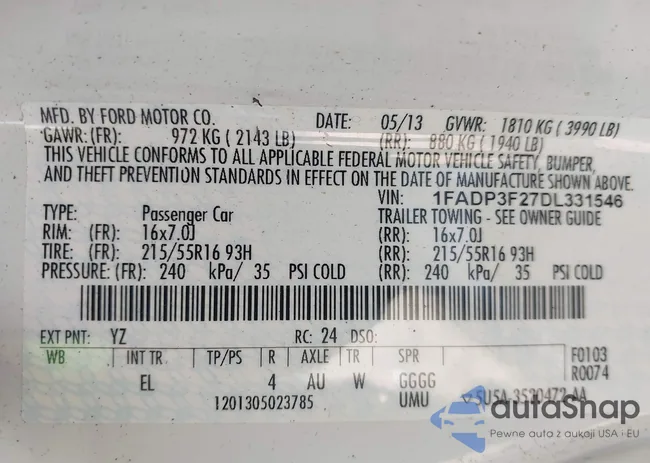 MFD. BY FORD MOTOR CO. DATE: 05/13 GVWR: 1810 KG ( 3990 LB)
GAWR: (FR): 972 KG ( 2143 LB) (RR): 880 KG ( 1940 LB)
THIS VEHICLE CONFORMS TO ALL APPLICABLE FEDERAL MOTOR VEHICLE SAFETY, BUMPER,
AND THEFT PREVENTION STANDARDS IN EFFECT ON THE DATE OF MANUFACTURE SHOWN ABOVE.
VIN: 1FADP3F27DL331546
TYPE: Passenger Car TRAILER TOWING - SEE OWNER GUIDE
RIM: (FR): 16x7.0J (RR): 16x7.0J
TIRE: (FR): 215/55R16 93H (RR): 215/55R16 93H
PRESSURE: (FR): 240 kPa/ 35 PSI COLD (RR): 240 kPa/ 35 PSI COLD
EXT PNT: YZ RC: 24 DSO:
WB INT TR TP/PS R AXLE TR SPR F0103
EL 4 AU W GGGG R0074
1201305023785 UMU 5U5A-3530472-AA
autaShap
Pewne auta z aukcji USA i EU